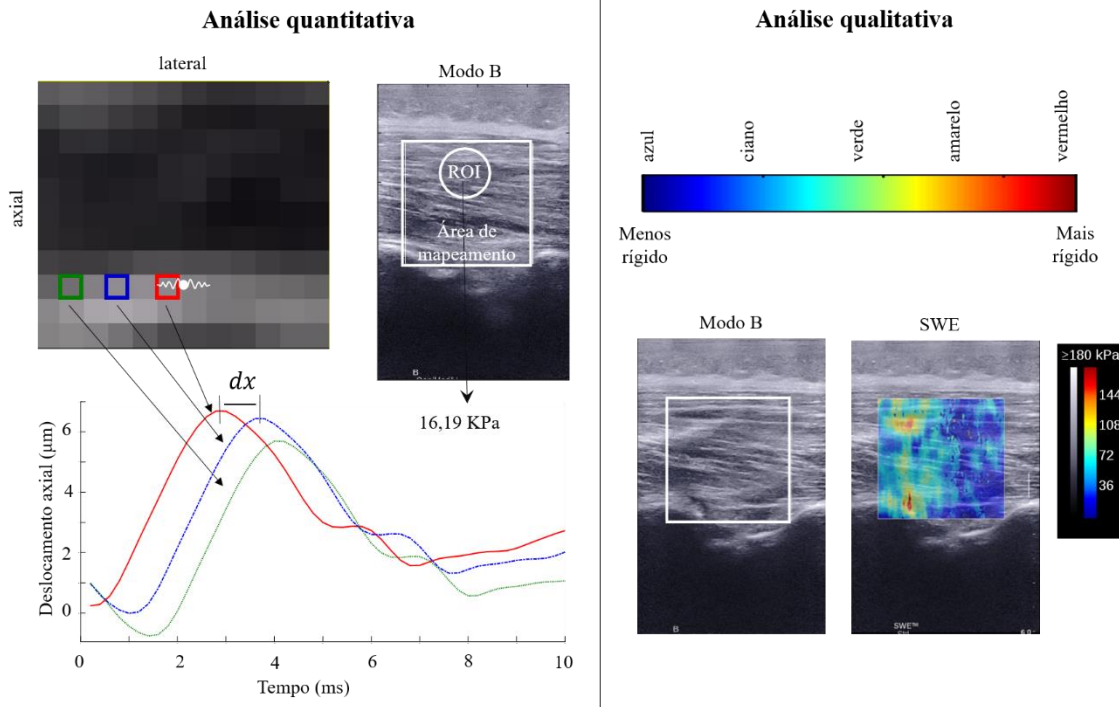 Análise quantitativa
lateral
axial
Modo B
ROI
Área de
mapeamento
B
16,19 KPa
dx
Deslocamento axial (µm)
6
4
2
0
0 2 4 6 8 10
Tempo (ms)
Análise qualitativa
azul
ciano
verde
amarelo
vermelho
Menos
rígido
Mais
rígido
Modo B
SWE
B
SWE™
≥180 kPa
144
108
72
36